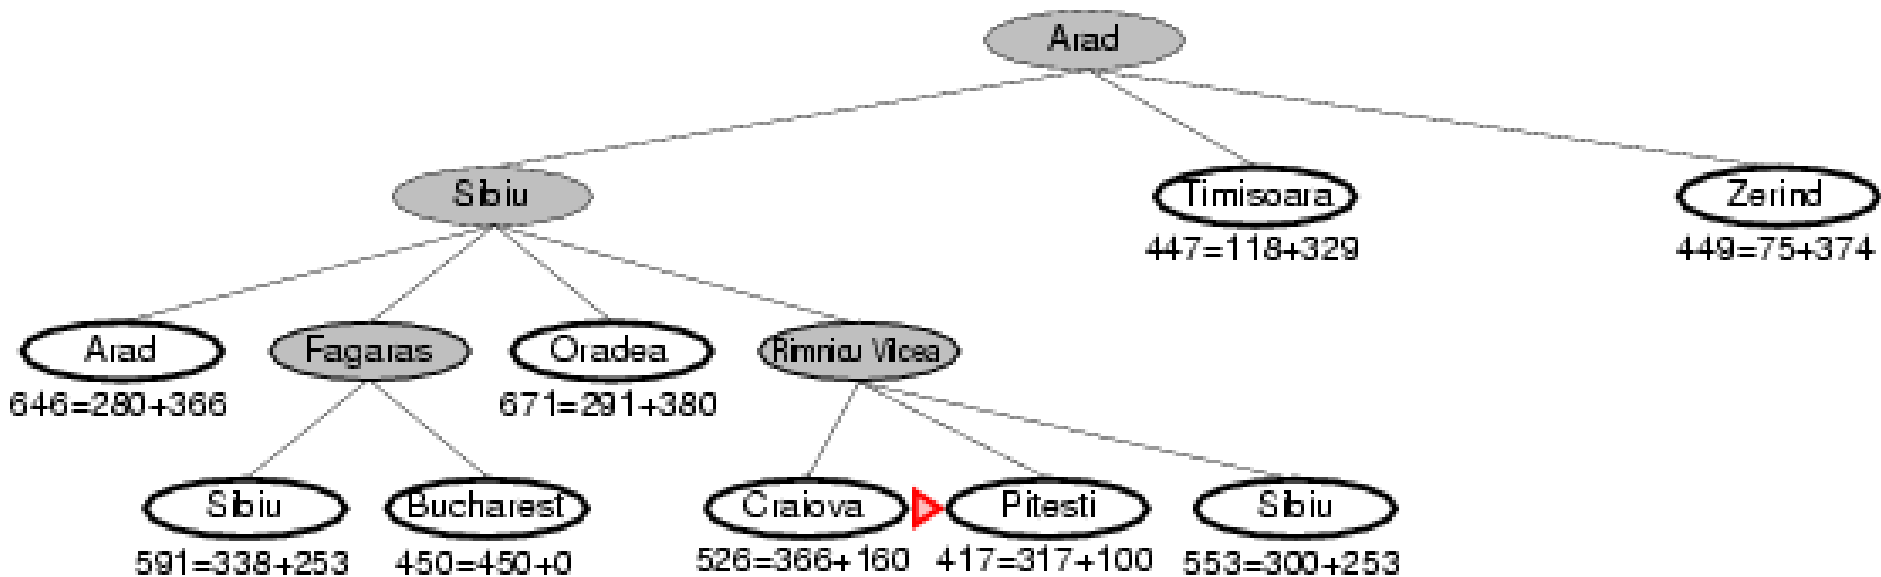 Arad
Sibiu
Timisoara
Zerind
447=118+329
449=75+374
Arad
Fagaras
Oradea
Rimnicu Vilcea
646=280+366
671=291+380
Sibiu
Bucharest
Craiova
Pitesti
Sibiu
591=338+253
450=450+0
526=366+160
417=317+100
553=300+253